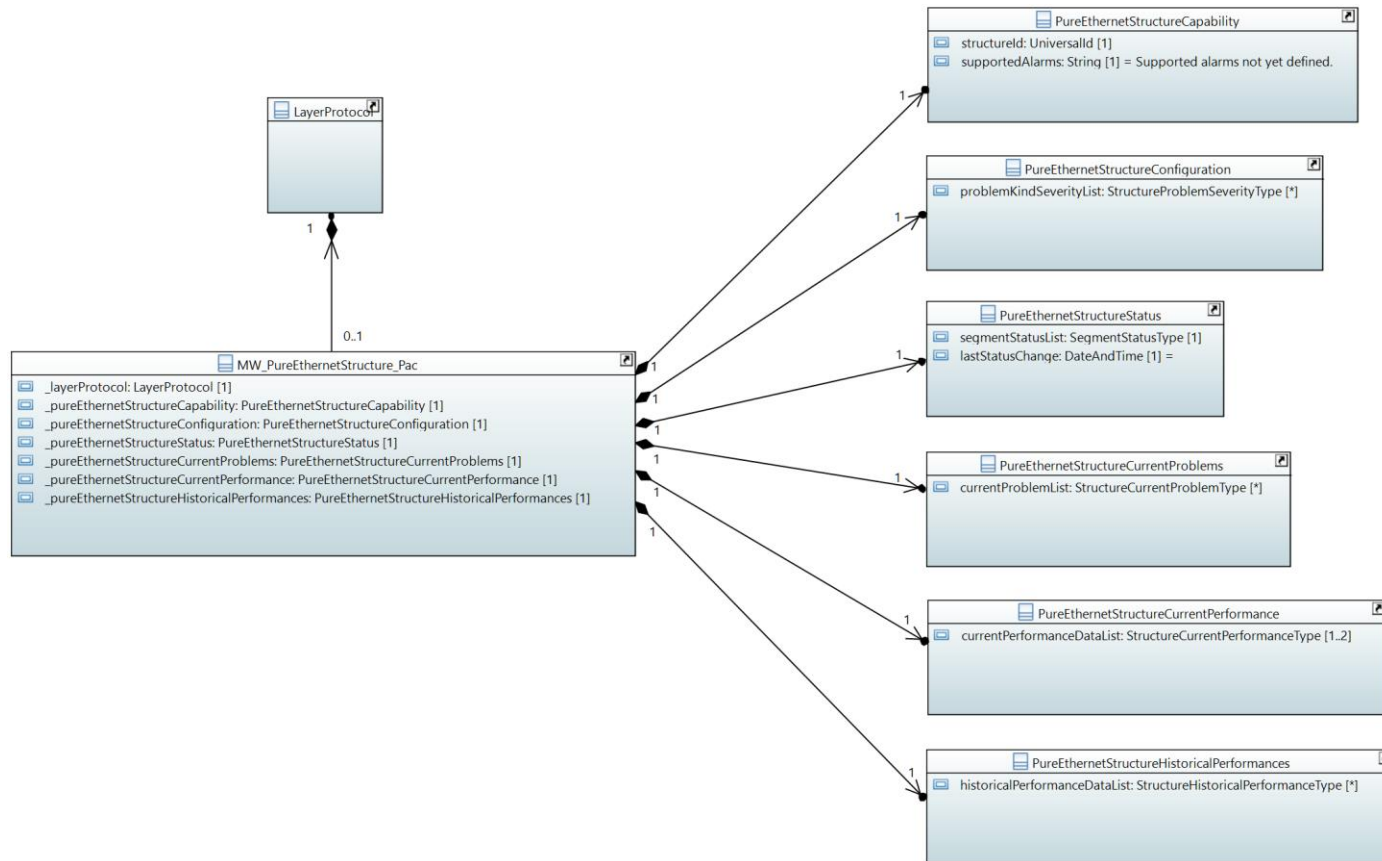 PureEthernetStructureCapability
structureId: UniversalId [1]
supportedAlarms: String [1] = Supported alarms not yet defined.
1
LayerProtocol
1
0..1
PureEthernetStructureConfiguration
problemKindSeverityList: StructureProblemSeverityType [*]
1
PureEthernetStructureStatus
segmentStatusList: SegmentStatusType [1]
lastStatusChange: DateAndTime [1] =
1
MW_PureEthernetStructure_Pac
_layerProtocol: LayerProtocol [1]
_pureEthernetStructureCapability: PureEthernetStructureCapability [1]
_pureEthernetStructureConfiguration: PureEthernetStructureConfiguration [1]
_pureEthernetStructureStatus: PureEthernetStructureStatus [1]
_pureEthernetStructureCurrentProblems: PureEthernetStructureCurrentProblems [1]
_pureEthernetStructureCurrentPerformance: PureEthernetStructureCurrentPerformance [1]
_pureEthernetStructureHistoricalPerformances: PureEthernetStructureHistoricalPerformances [1]
1
1
1
1
1
1
PureEthernetStructureCurrentProblems
currentProblemList: StructureCurrentProblemType [*]
1
PureEthernetStructureCurrentPerformance
currentPerformanceDataList: StructureCurrentPerformanceType [1..2]
1
PureEthernetStructureHistoricalPerformances
historicalPerformanceDataList: StructureHistoricalPerformanceType [*]
1